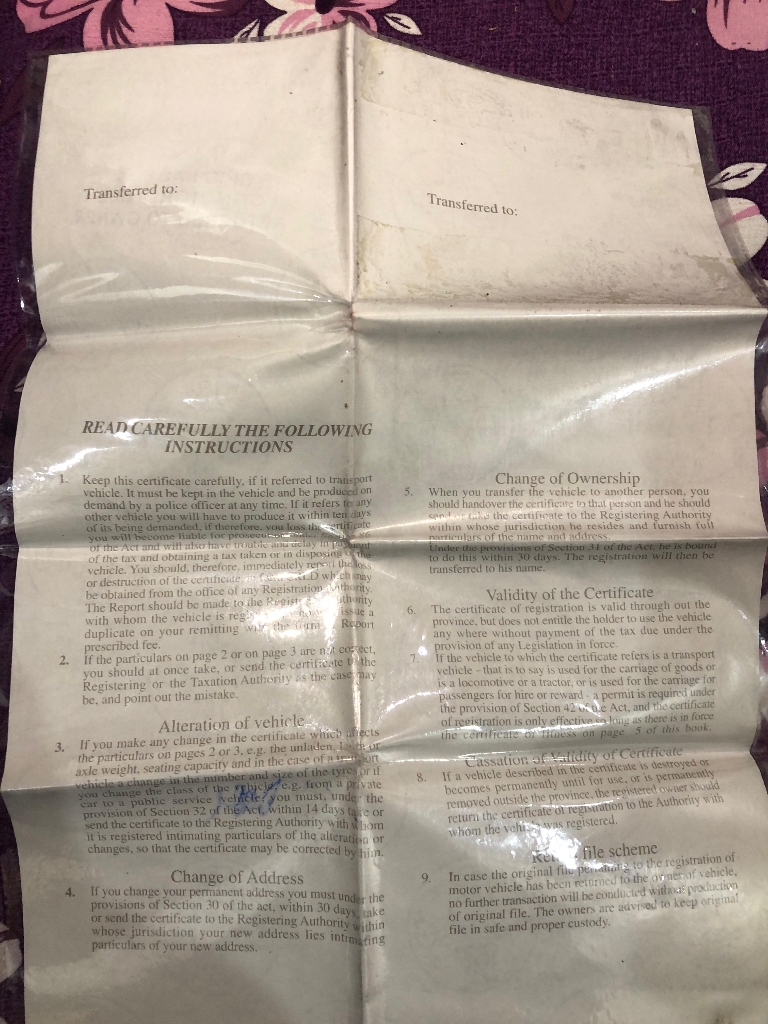 Transferred to:
Transferred to:
READ CAREFULLY THE FOLLOWING
INSTRUCTIONS
1. Keep this certificate carefully, if it referred to transport
vehicle. It must be kept in the vehicle and be produced on
demand by a police officer at any time. If it refers to any
other vehicle you will have to produce it within ten days
of its being demanded, if therefore, you loss the certificate
you will become liable for
of the Act and will also have trouble and delay in payment
of the tax and obtaining a tax taken or in disposing
vehicle. You should, therefore, immediately report the loss
or destruction of the certificate in which may
be obtained from the office of any Registration Authority.
The Report should be made to the Authority
with whom the vehicle is issue a
duplicate on your remitting with the form Report
prescribed fee.
2. If the particulars on page 2 or on page 3 are not correct,
you should at once take, or send the certificate to the
Registering or the Taxation Authority as the case may
be, and point out the mistake.
Alteration of vehicle
3. If you make any change in the certificate which affects
the particulars on pages 2 or 3, e.g. the unladen, or
axle weight, seating capacity and in the case of a
vehicle a change in the number and size of the tyres or if
you change the class of the vehicle, e.g. from a private
car to a public service vehicle, you must, under the
provision of Section 32 of the Act, within 14 days take or
send the certificate to the Registering Authority with whom
it is registered intimating particulars of the alteration or
changes, so that the certificate may be corrected by him.
Change of Address
4. If you change your permanent address you must under the
provisions of Section 30 of the act, within 30 days, take
or send the certificate to the Registering Authority within
whose jurisdiction your new address lies intimating
particulars of your new address.
Change of Ownership
5. When you transfer the vehicle to another person, you
should handover the certificate to that person and he should
send or take the certificate to the Registering Authority
within whose jurisdiction he resides and furnish full
particulars of the name and address.
Under the provisions of Section 31 of the Act, he is bound
to do this within 30 days. The registration will then be
transferred to his name.
Validity of the Certificate
6. The certificate of registration is valid through out the
province, but does not entitle the holder to use the vehicle
any where without payment of the tax due under the
provision of any Legislation in force.
7. If the vehicle to which the certificate refers is a transport
vehicle - that is to say is used for the carriage of goods or
is a locomotive or a tractor, or is used for the carriage for
passengers for hire or reward - a permit is required under
the provision of Section 42 of the Act, and the certificate
of registration is only effective so long as there is in force
the certificate of fitness on page 5 of this book.
Cassation of Validity of Certificate
8. If a vehicle described in the certificate is destroyed or
becomes permanently until for use, or is permanently
removed outside the province, the registered owner should
return the certificate of registration to the Authority with
whom the vehicle was registered.
file scheme
9. In case the original file pertaining to the registration of
motor vehicle has been returned to the owner of vehicle,
no further transaction will be conducted without production
of original file. The owners are advised to keep original
file in safe and proper custody.